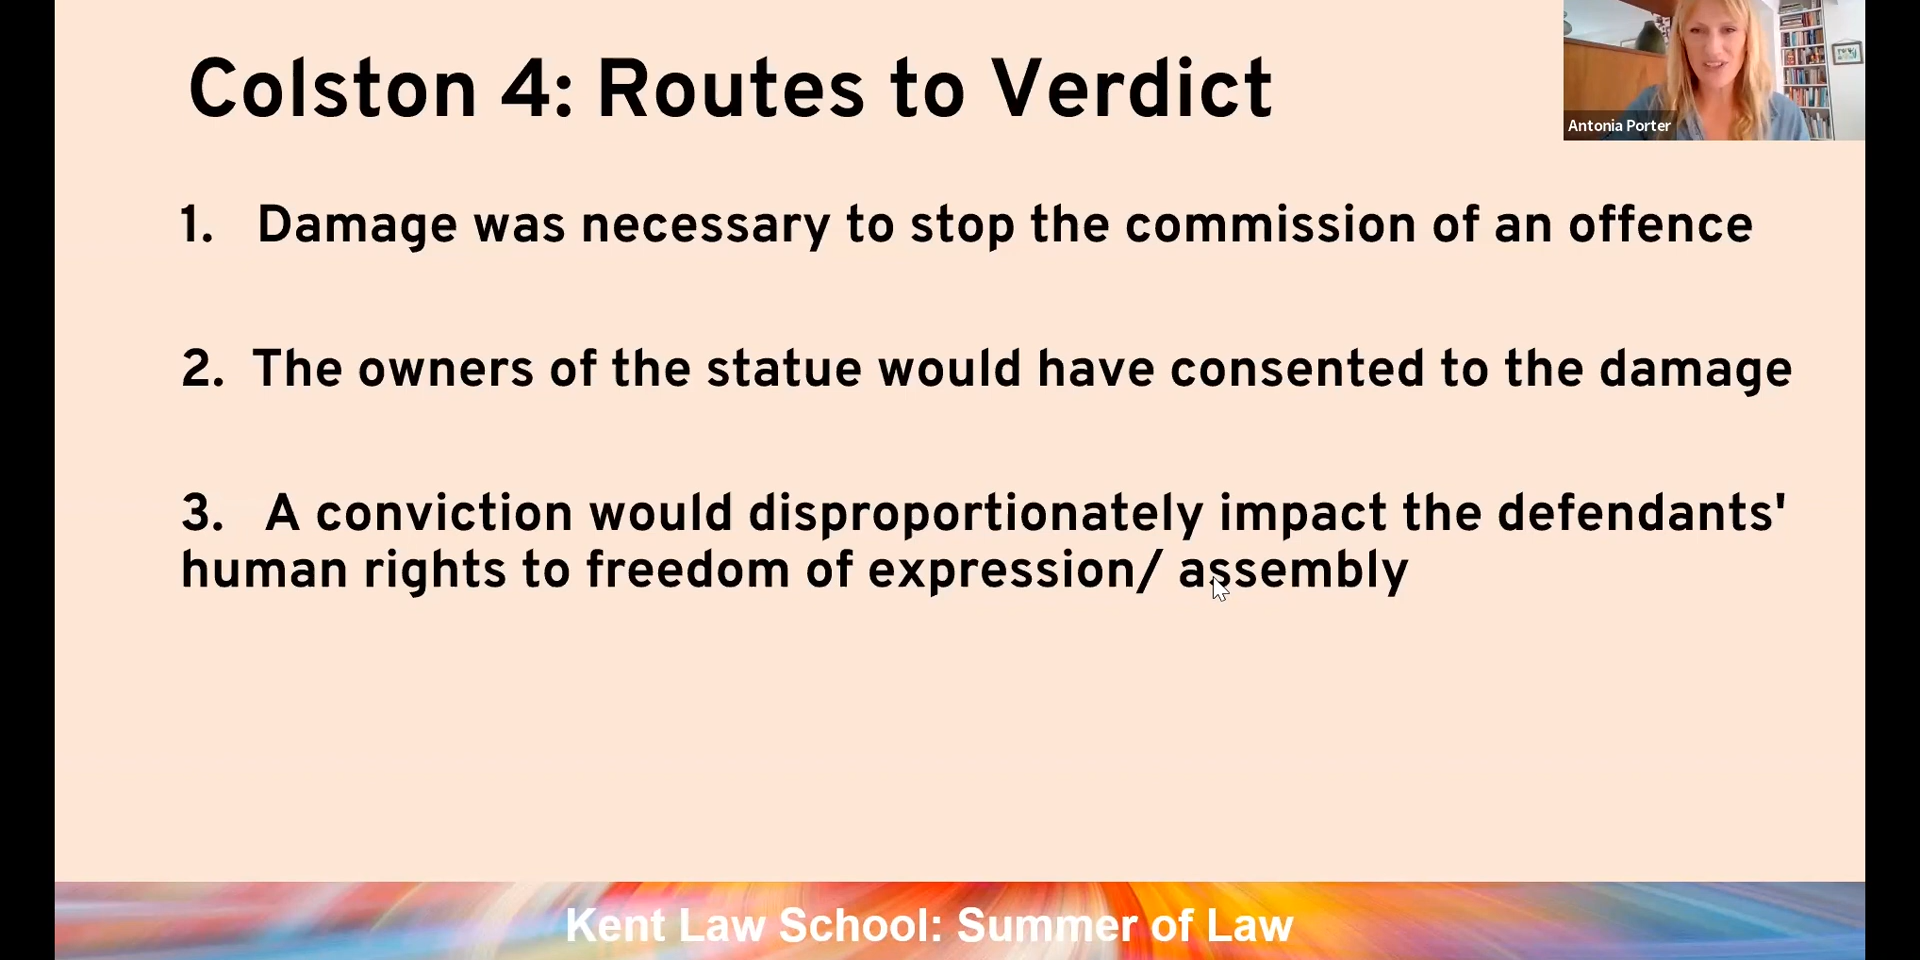 Colston 4: Routes to Verdict
Antonia Porter
1. Damage was necessary to stop the commission of an offence
2. The owners of the statue would have consented to the damage
3. A conviction would disproportionately impact the defendants'
human rights to freedom of expression/ assembly
Kent Law School: Summer of Law